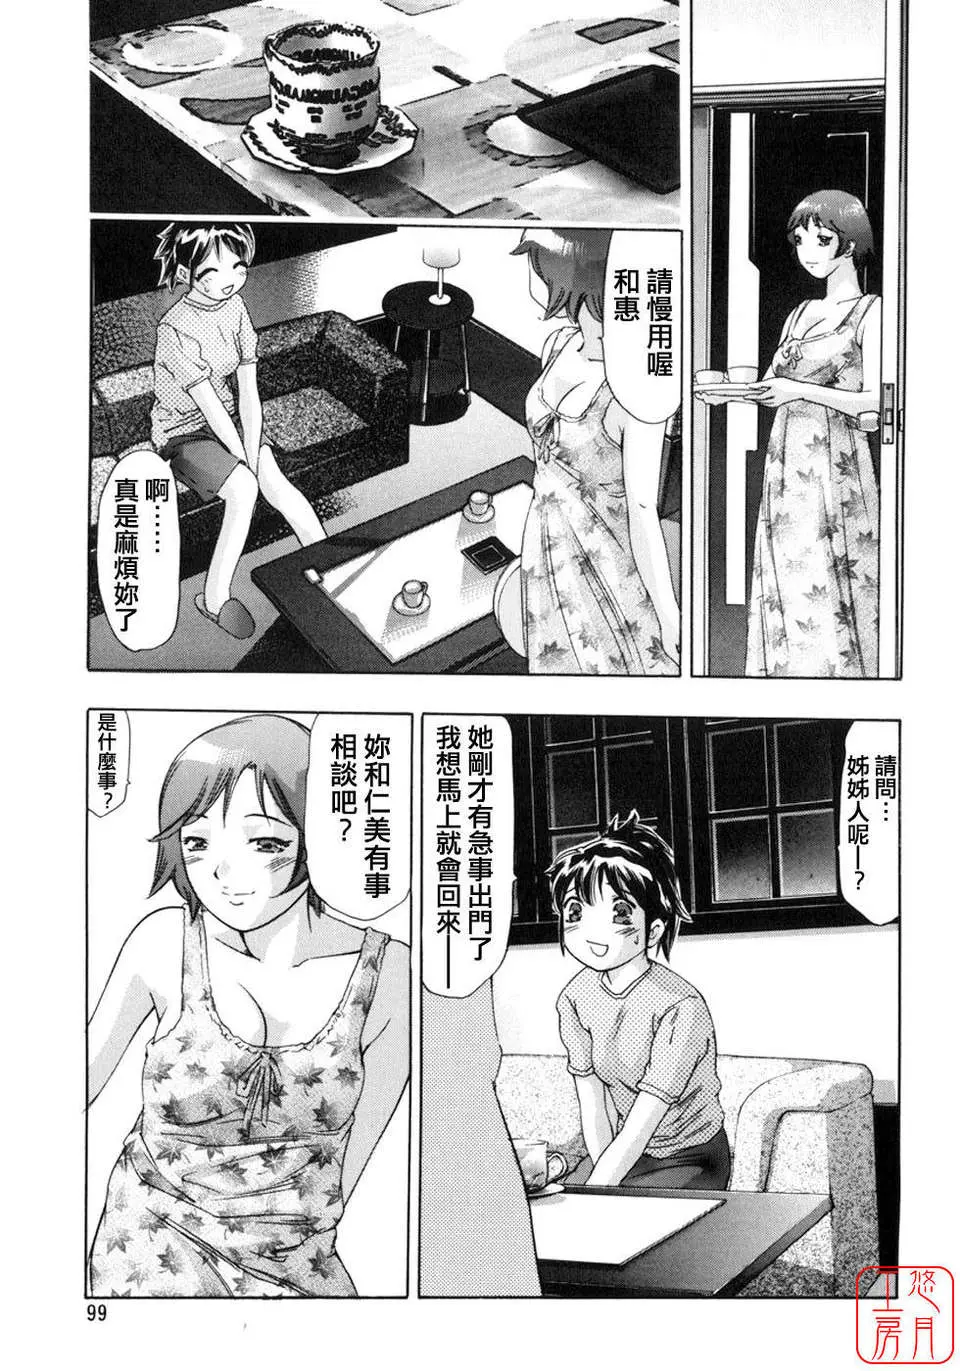 請慢用喔
和惠
啊……
真是麻煩妳了
請問…
姊姊人呢—?
她剛才有急事出門了
我想馬上就會回來——
妳和仁美有事
相談吧?
是什麼事?
99
悠月
工房